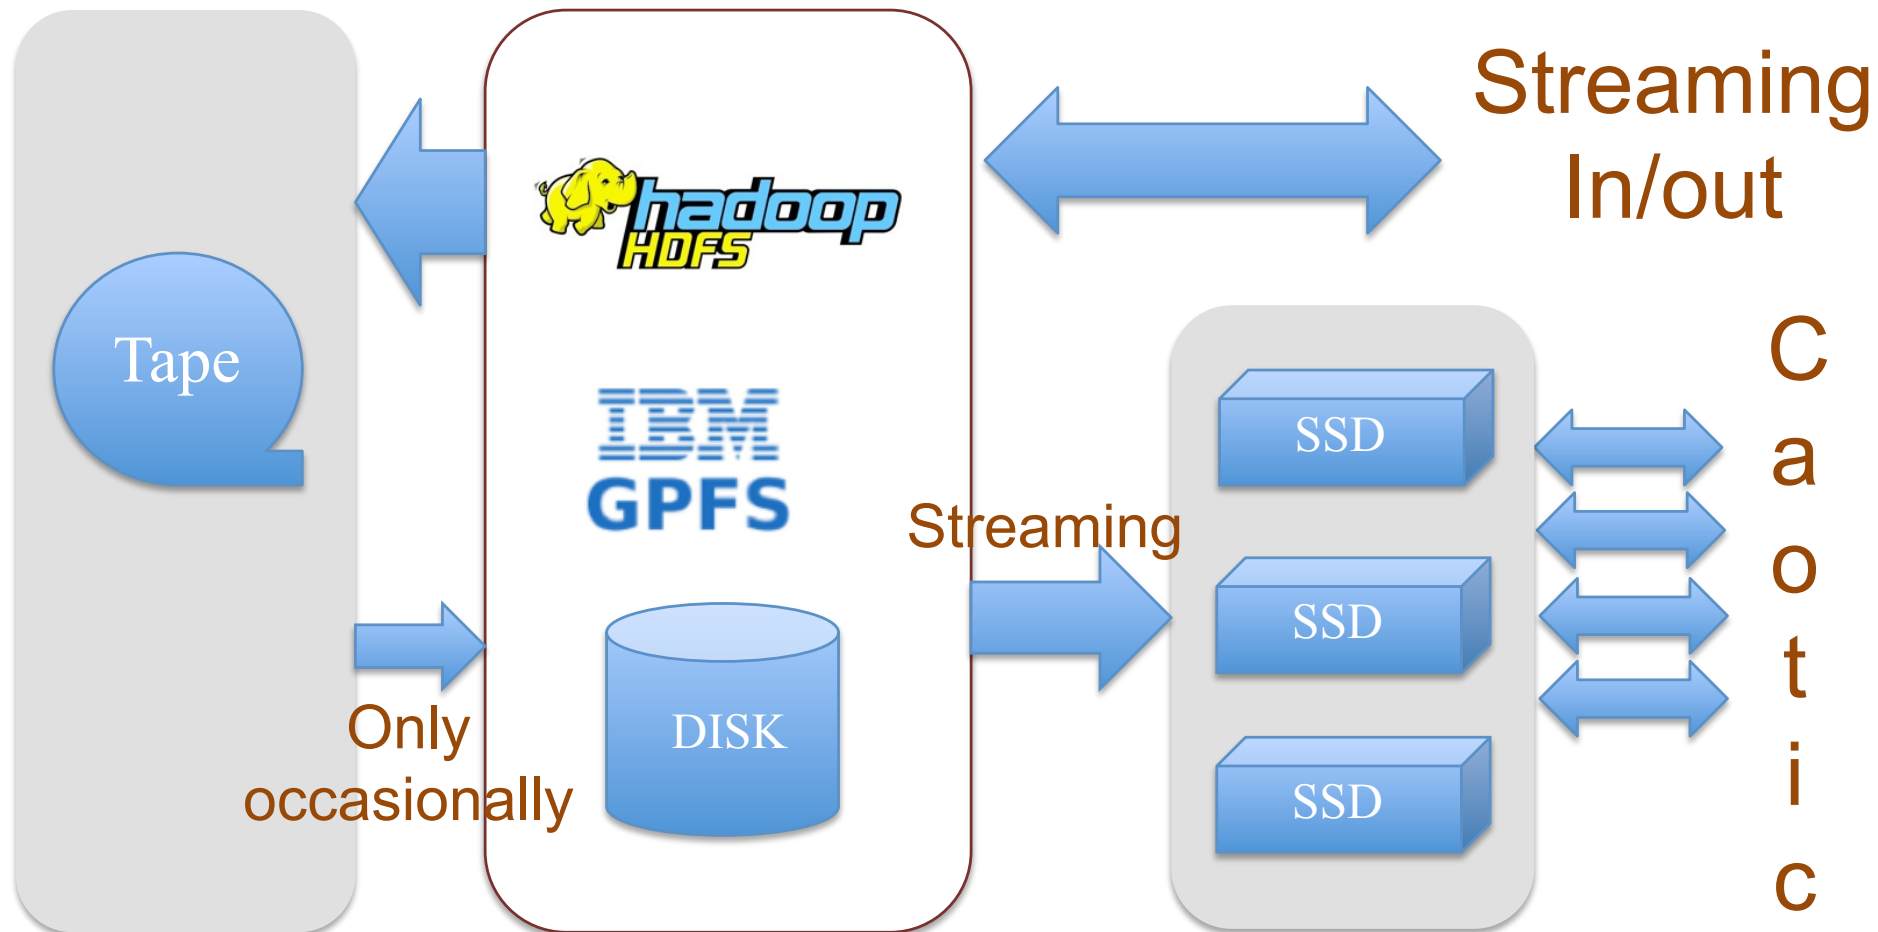 Streaming
In/out
hadoop
HDFS
Tape
IBM
GPFS
Streaming
Only
occasionally
DISK
SSD
SSD
SSD
C
a
o
t
i
c